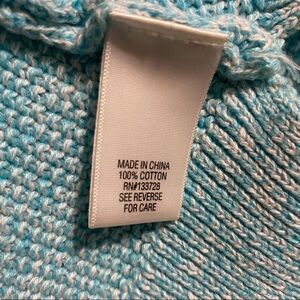 MADE IN CHINA
100% COTTON
RN#133728
SEE REVERSE
FOR CARE